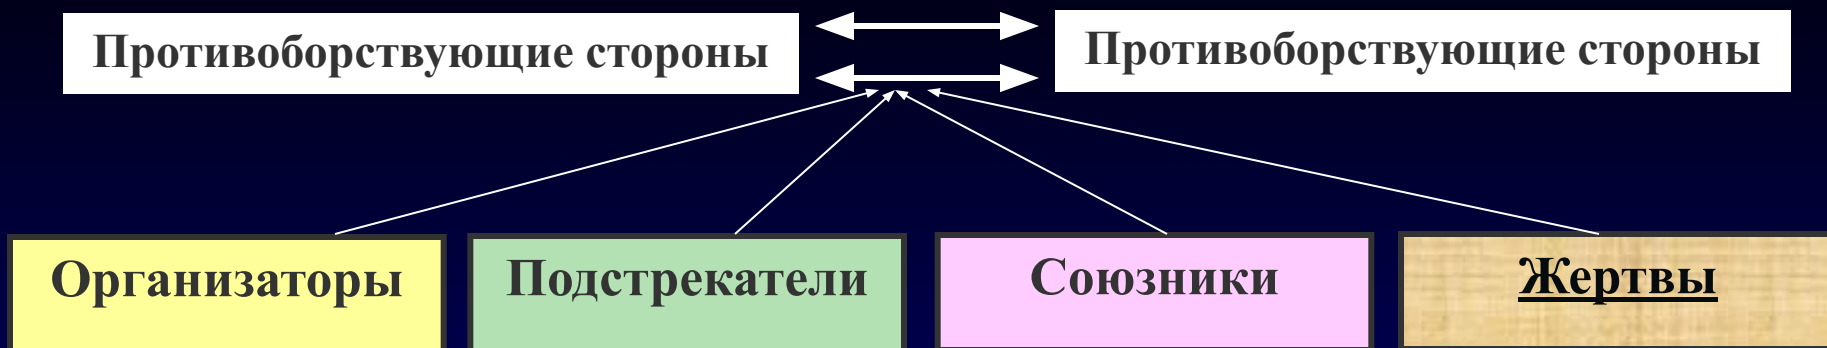 Противоборствующие стороны
Противоборствующие стороны
Организаторы
Подстрекатели
Союзники
Жертвы